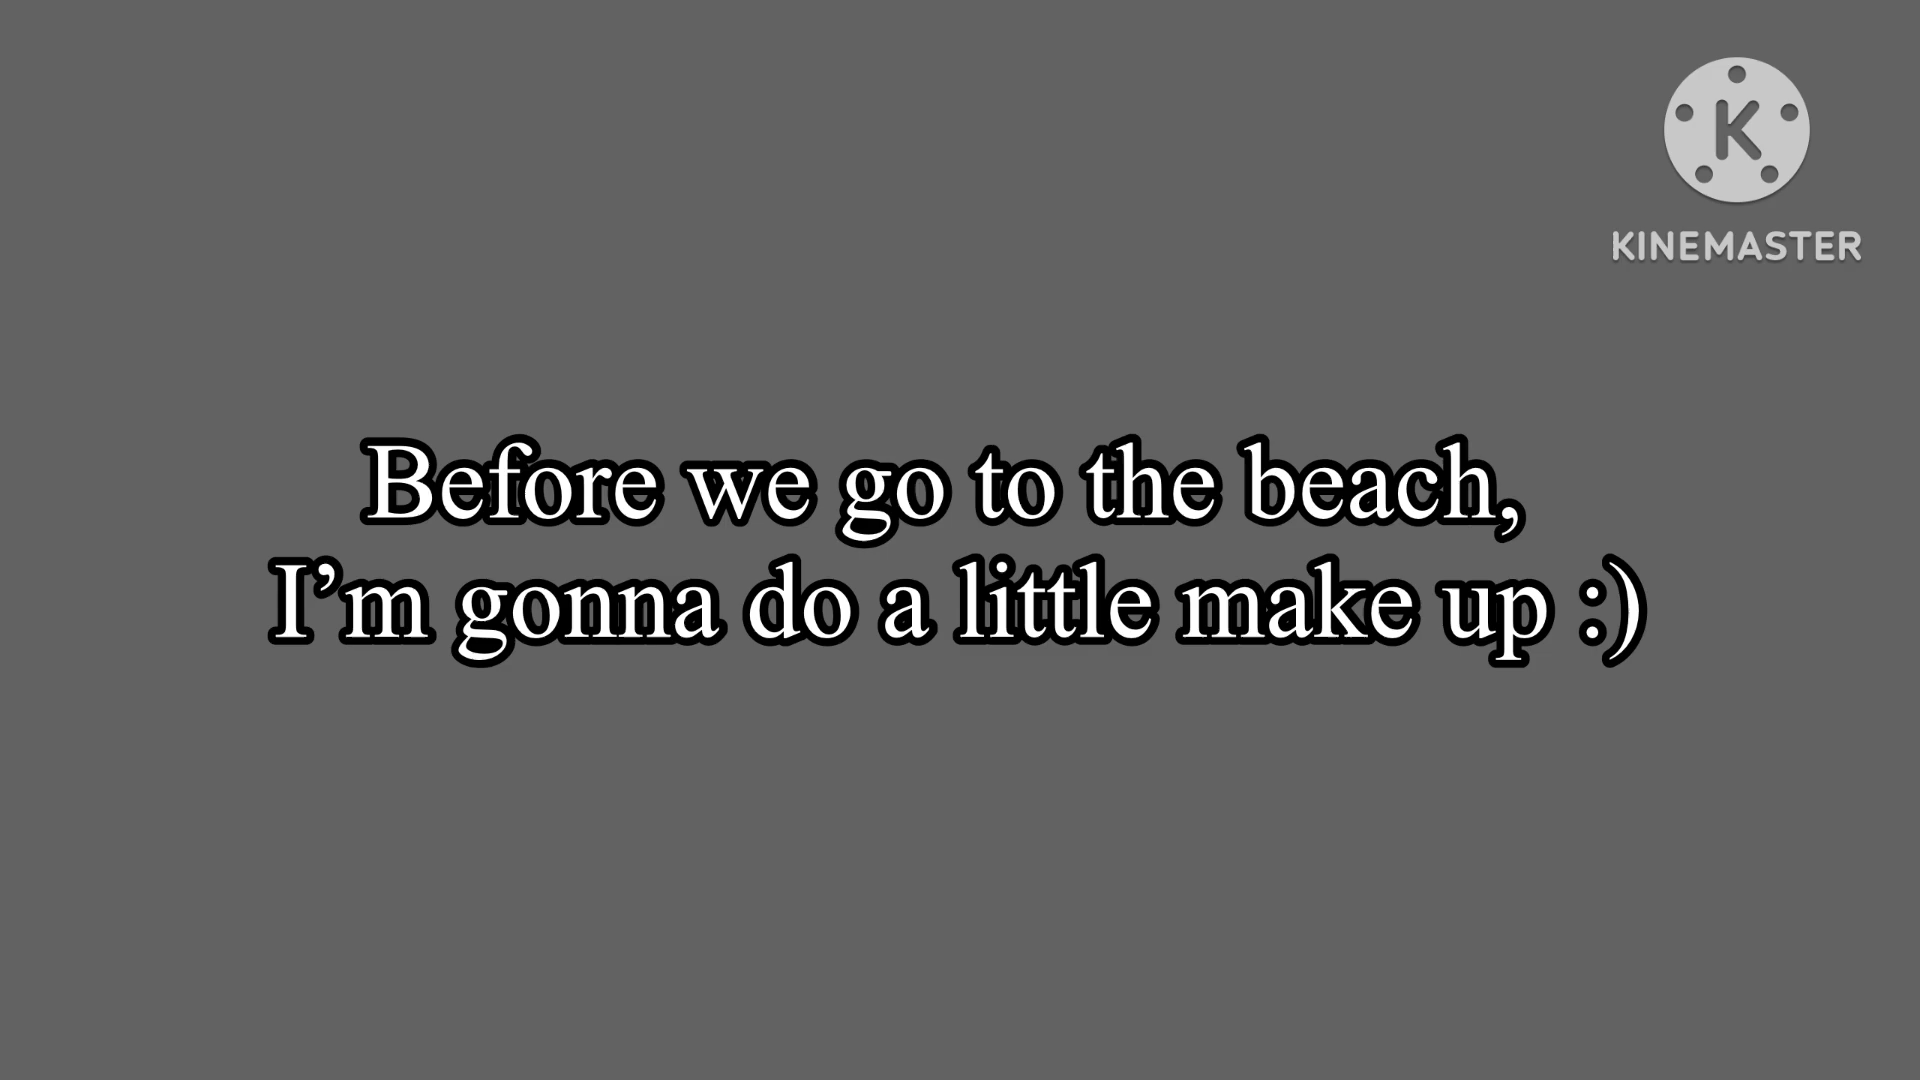 K
KINEMASTER
Before we go to the beach,
I’m gonna do a little make up :)